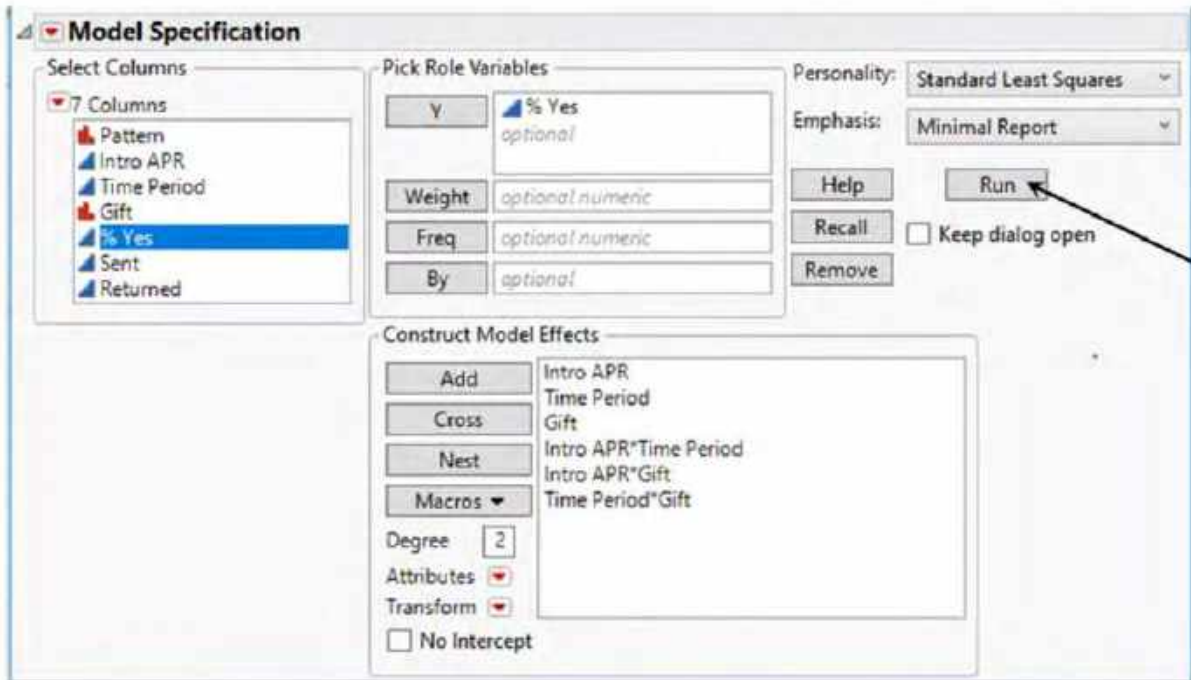 Model Specification
Select Columns
7 Columns
Pattern
Intro APR
Time Period
Gift
% Yes
Sent
Returned
Pick Role Variables
Y
% Yes
optional
Weight
optional numeric
Freq
optional numeric
By
optional
Personality:
Standard Least Squares
Emphasis:
Minimal Report
Help
Run
Recall
Keep dialog open
Remove
Construct Model Effects
Add
Cross
Nest
Macros
Intro APR
Time Period
Gift
Intro APR*Time Period
Intro APR*Gift
Time Period*Gift
Degree 2
Attributes
Transform
No Intercept